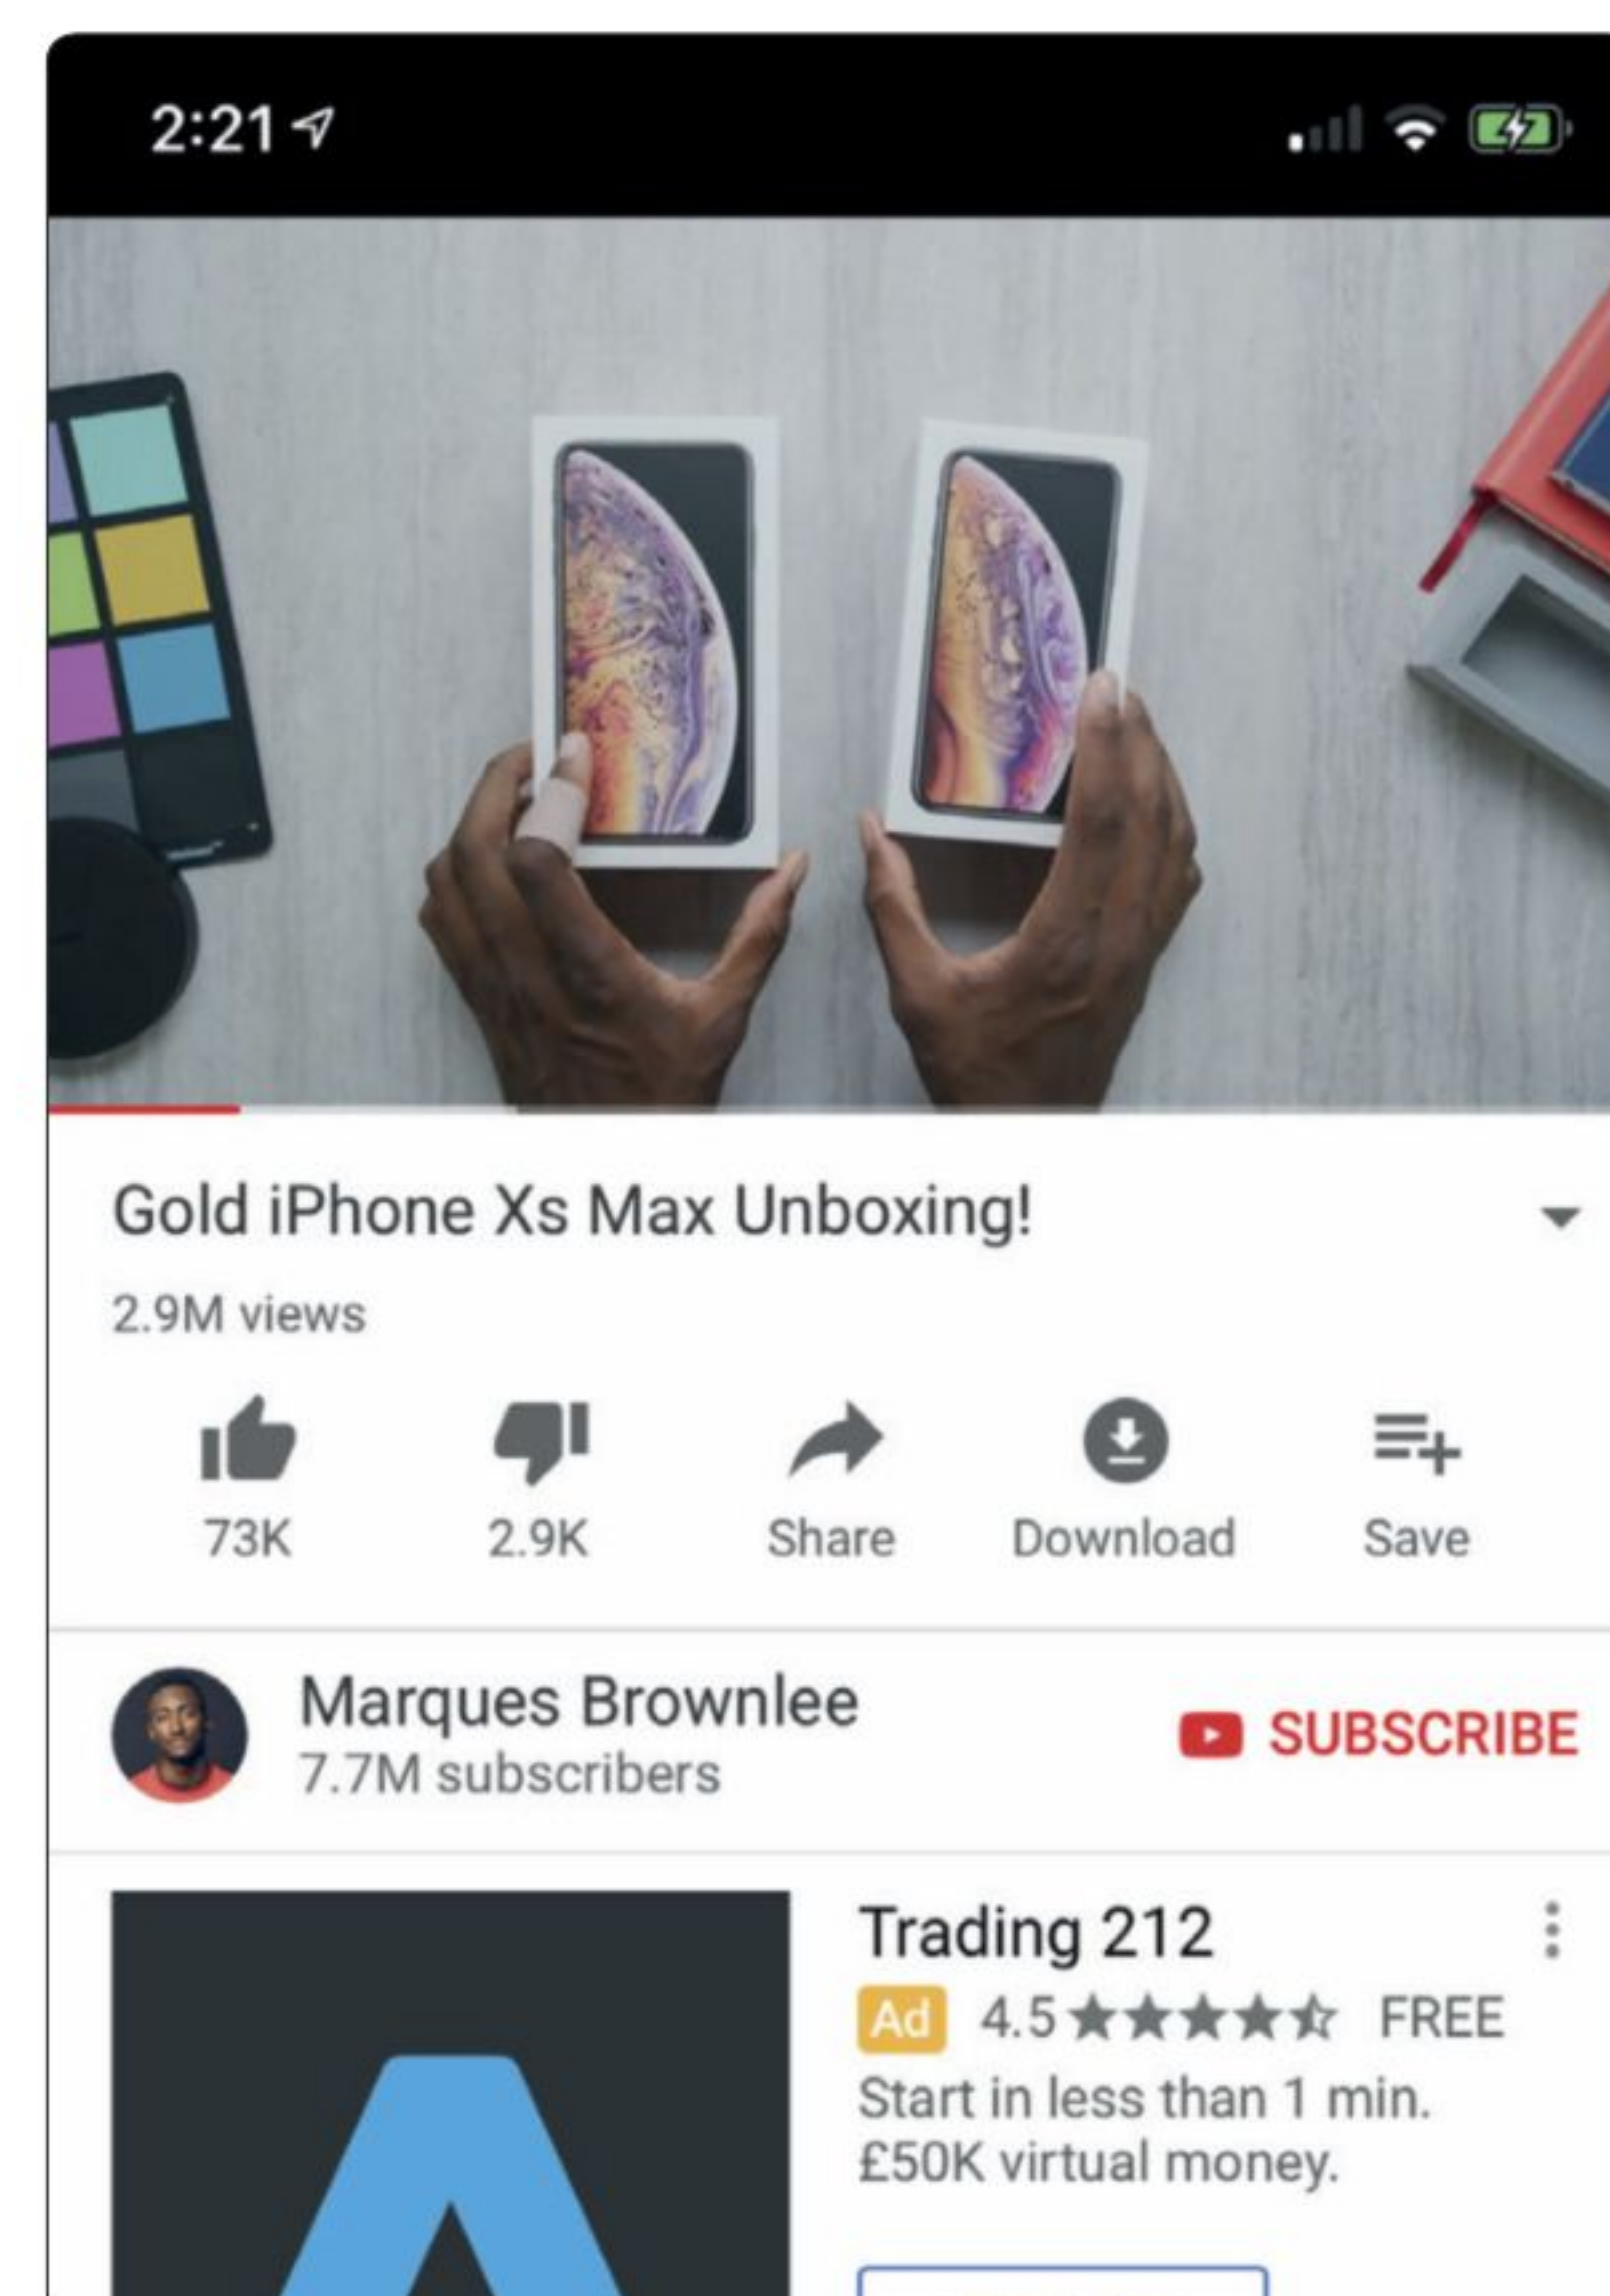 2:21
Gold iPhone Xs Max Unboxing!
2.9M views
73K 2.9K Share Download Save
Marques Brownlee
7.7M subscribers
SUBSCRIBE
Trading 212
Ad 4.5 FREE
Start in less than 1 min.
£50K virtual money.